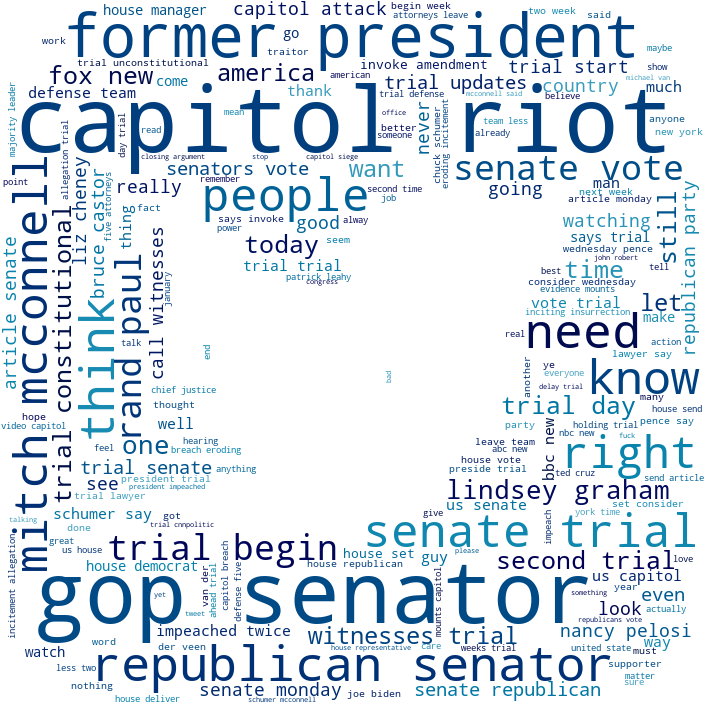 house manager
capitol attack
begin week
attorneys leave
two week
said
former president
work
traitor
go
maybe
trial unconstitutional
fox new
come
america
american
invoke amendment
trial start
show
michael van
defense team
thank
trial defense
mcconnell said
trial updates
country
believe
much
majority leader
capitol riot
office
better
someone
never
team less
already
chuck schumer
eroding incitement
anyone
new york
mean
read
day trial
allegation trial
closing argument
stop
capitol siege
senators vote
want
senate vote
point
mitch mcconnell
trial constitutional
liz cheney
five attorneys
bruce castor
thing
really
remember
people
second time
job
going
man
next week
article monday
still
republican party
fact
says invoke
alway
power
good
seem
watching
wednesday pence
says trial
john robert
tell
article senate
think
rand paul
call witnesses
january
today
trial trial
patrick leahy
congress
time
best
consider wednesday
evidence mounts
let
vote trial
inciting insurrection
make
need
real
action
lawyer say
talk
end
know
ye
everyone
another
delay trial
bad
chief justice
thought
hope
video capitol
one
well
feel
hearing
breach eroding
trial day
many
house send
pence say
party
holding trial
nbc new
fuck
right
bbc new
leave team
abc new
house vote
preside trial
ted cruz
send article
trial senate
anything
see
president trial
president impeached
trial lawyer
lindsey graham
set consider
york time
impeach
schumer say
got
trial cnnpolitic
done
give
us senate
senate trial
talking
great
us house
trial begin
house set
guy
please
second trial
love
incitement allegation
house democrat
van der
ahead trial
capitol breach
defense five
house republican
mounts capitol
us capitol
something
year
even
actually
yet
tweet
gop senator
look
republicans vote
word
impeached twice
witnesses trial
nancy pelosi
way
watch
der veen
house representative
care
weeks trial
united state
must
supporter
less two
republican senator
matter
sure
nothing
house deliver
senate monday
schumer mcconnell
joe biden
senate republican